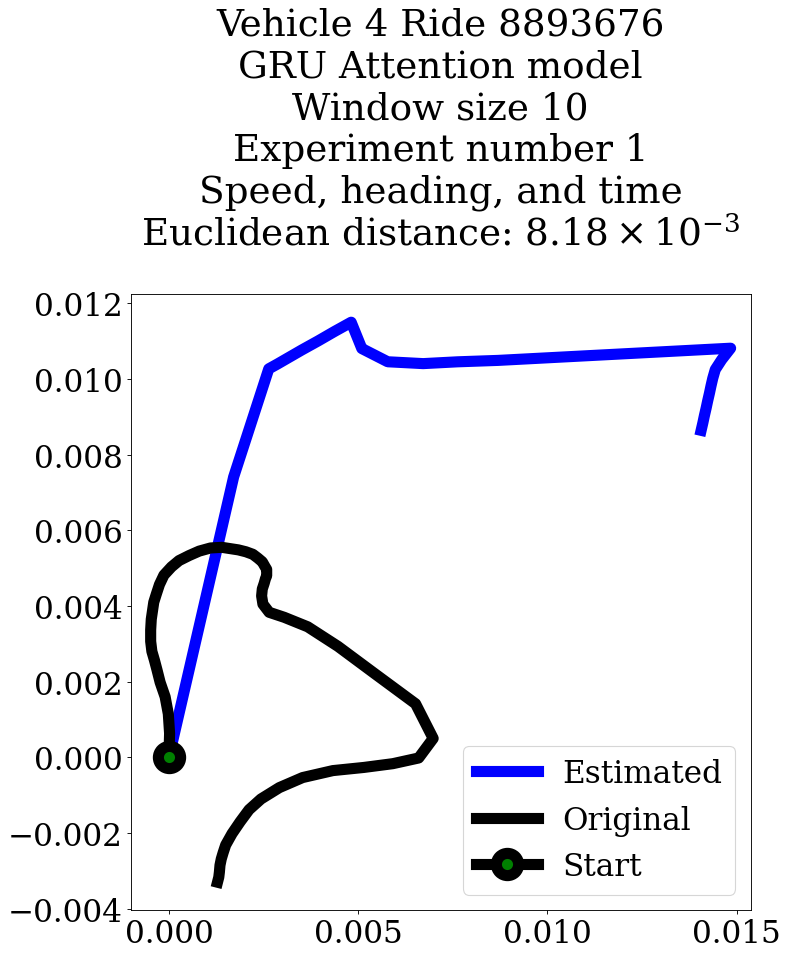 Vehicle 4 Ride 8893676
GRU Attention model
Window size 10
Experiment number 1
Speed, heading, and time
Euclidean distance: 8.18 × 10⁻³
0.012
0.010
0.008
0.006
0.004
0.002
0.000
−0.002
−0.004
0.000 0.005 0.010 0.015
Estimated
Original
Start